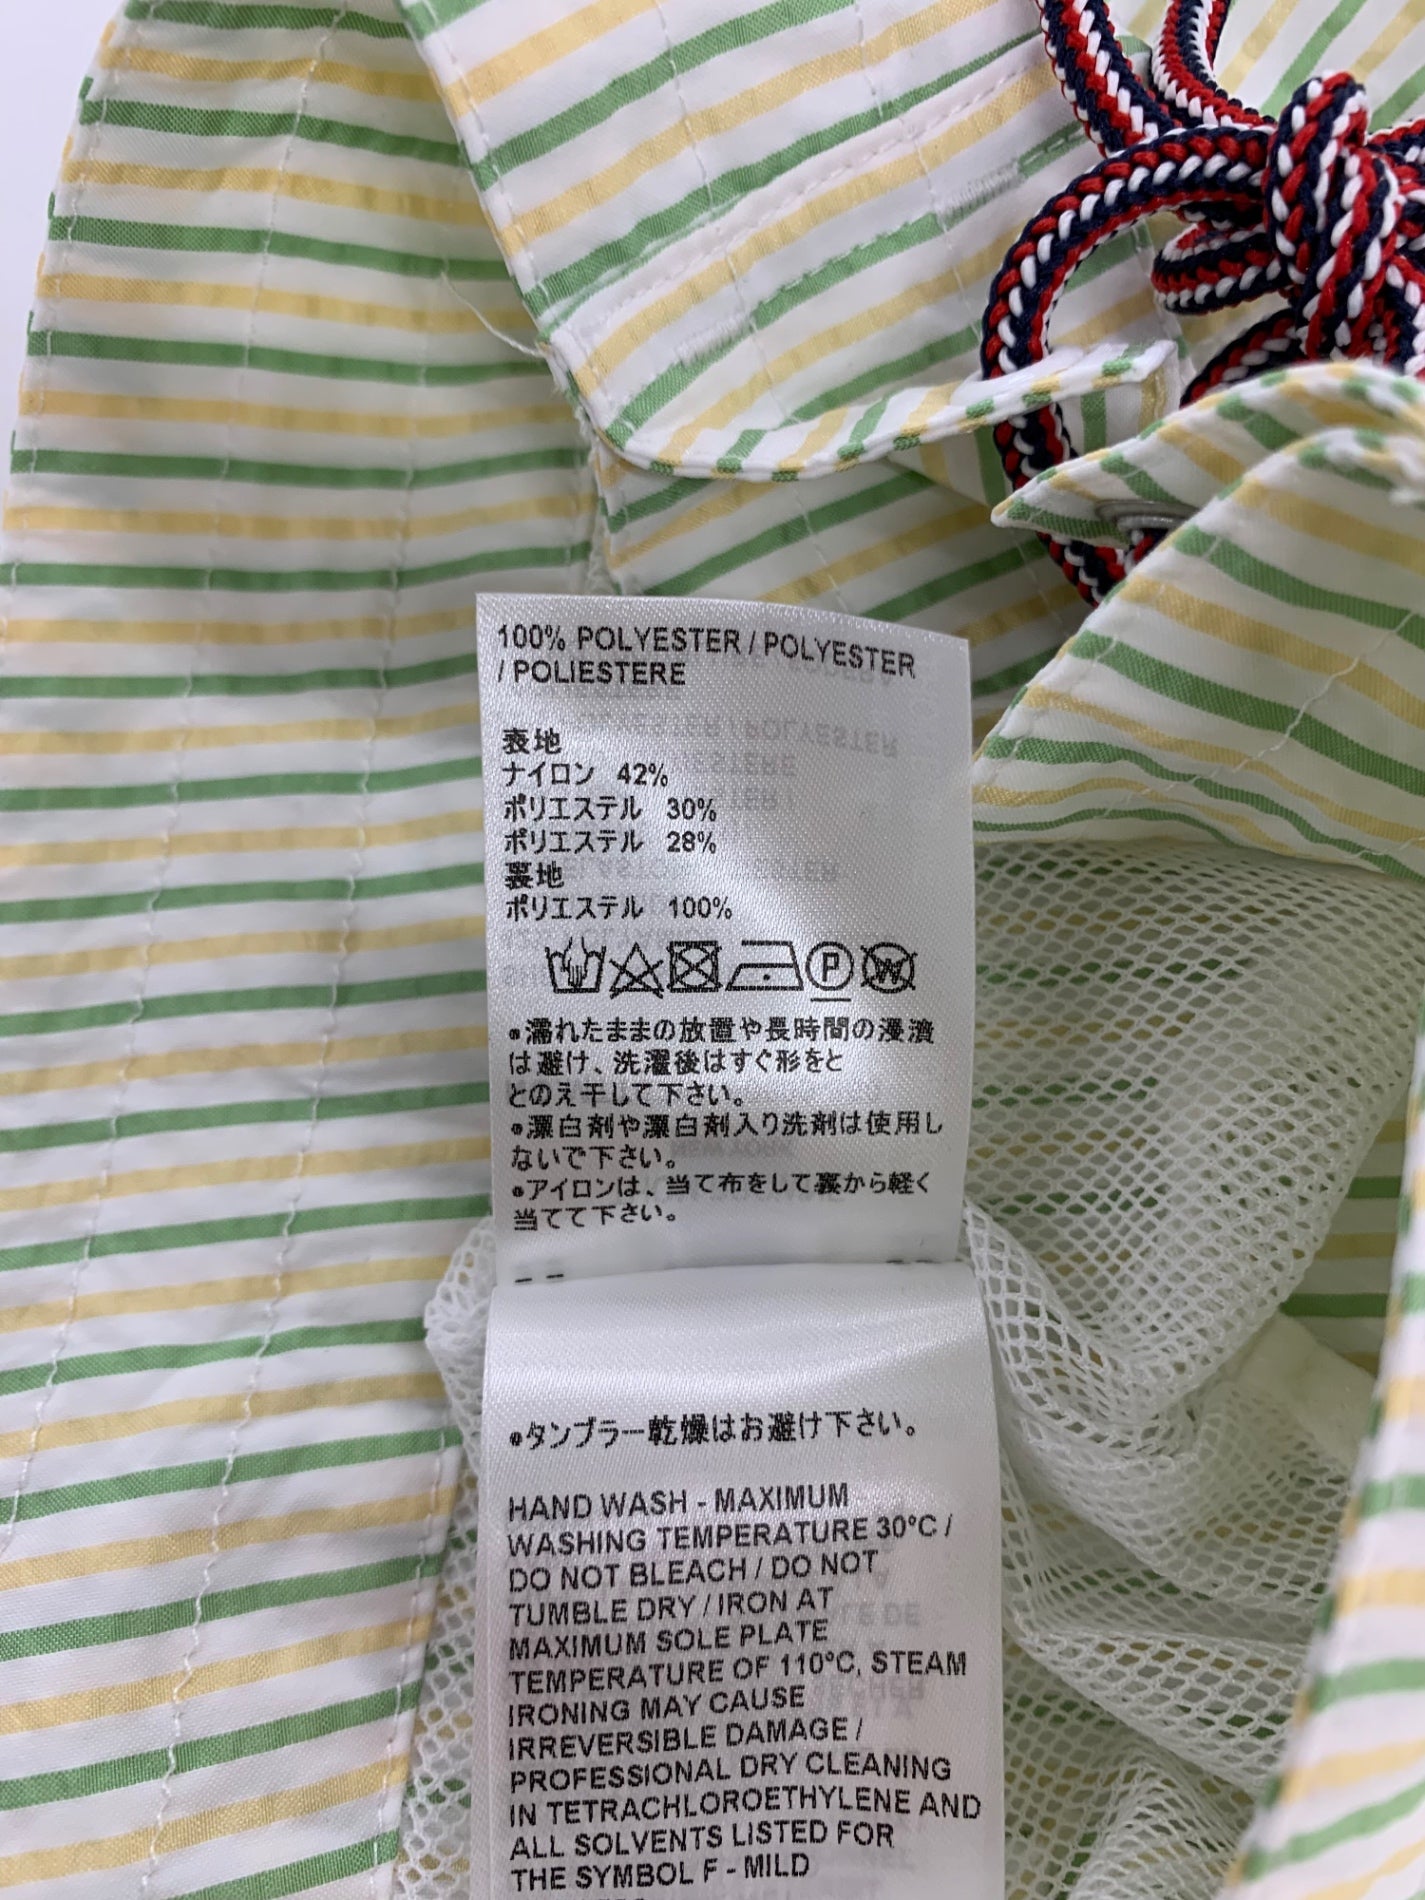 100% POLYESTER / POLYESTER
/ POLIESTERE
表地
ナイロン 42%
ポリエステル 30%
ポリエステル 28%
裏地
ポリエステル 100%
P W
●濡れたままの放置や長時間の浸漬
は避け、洗濯後はすぐ形をと
とのえ干して下さい。
●漂白剤や漂白剤入り洗剤は使用し
ないで下さい。
●アイロンは、当て布をして裏から軽く
当てて下さい。
●タンブラー乾燥はお避け下さい。
HAND WASH - MAXIMUM
WASHING TEMPERATURE 30°C /
DO NOT BLEACH / DO NOT
TUMBLE DRY / IRON AT
MAXIMUM SOLE PLATE
TEMPERATURE OF 110°C, STEAM
IRONING MAY CAUSE
IRREVERSIBLE DAMAGE /
PROFESSIONAL DRY CLEANING
IN TETRACHLOROETHYLENE AND
ALL SOLVENTS LISTED FOR
THE SYMBOL F - MILD